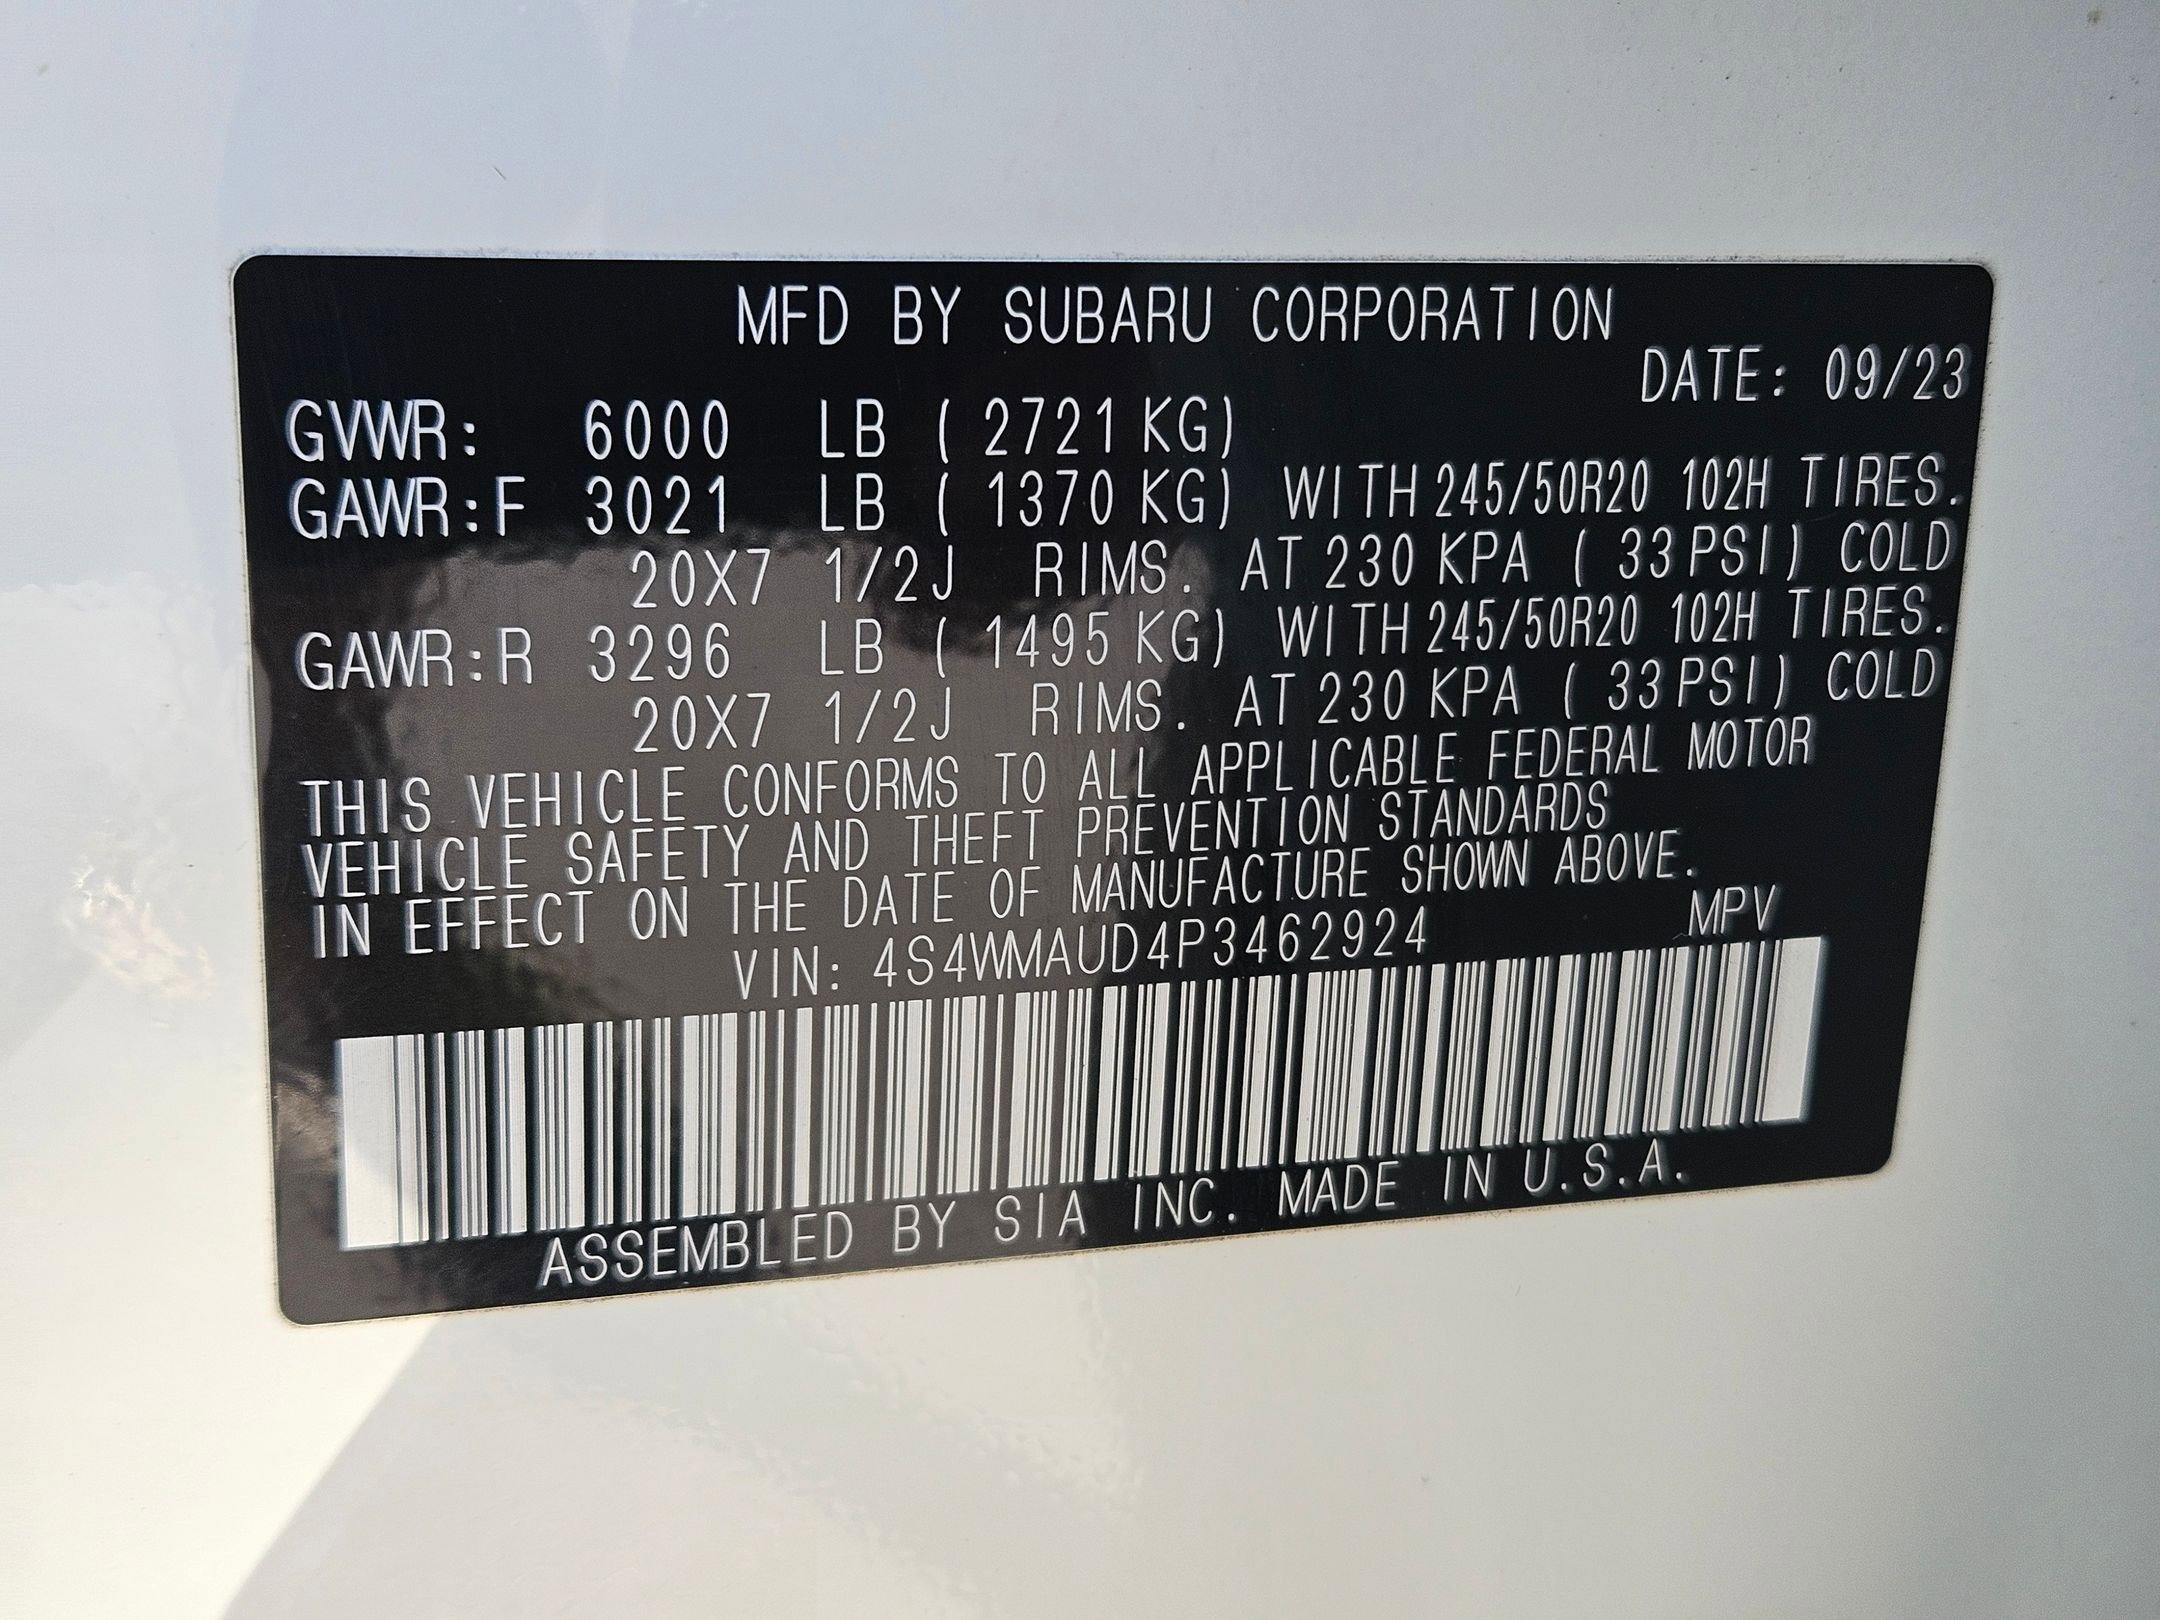 MFD BY SUBARU CORPORATION
DATE: 09/23
GVWR: 6000 LB ( 2721 KG)
GAWR:F 3021 LB ( 1370 KG) WITH 245/50R20 102H TIRES.
20X7 1/2J RIMS. AT 230 KPA ( 33 PSI) COLD
GAWR:R 3296 LB ( 1495 KG) WITH 245/50R20 102H TIRES.
20X7 1/2J RIMS. AT 230 KPA ( 33 PSI) COLD
THIS VEHICLE CONFORMS TO ALL APPLICABLE FEDERAL MOTOR
VEHICLE SAFETY AND THEFT PREVENTION STANDARDS
IN EFFECT ON THE DATE OF MANUFACTURE SHOWN ABOVE.
VIN: 4S4WMAUD4P3462924 MPV
ASSEMBLED BY SIA INC. MADE IN U.S.A.